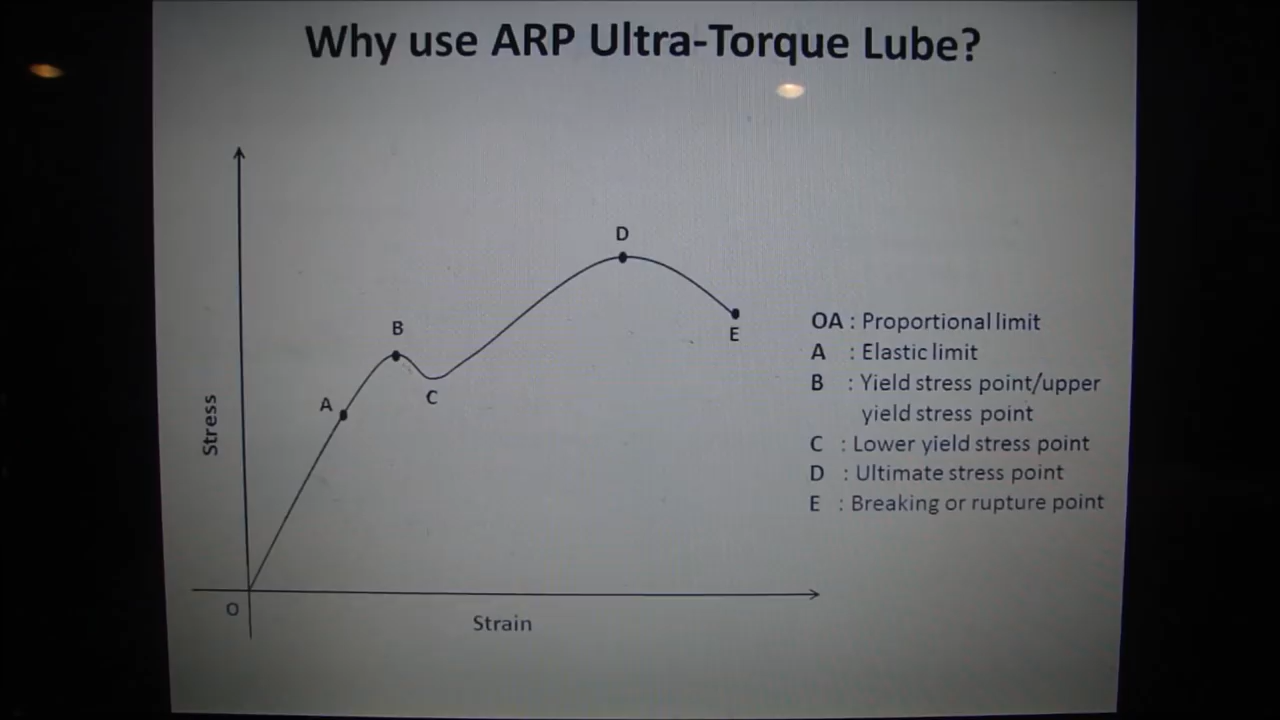 Why use ARP Ultra-Torque Lube?
D
B
E
A
C
Stress
O
Strain
OA : Proportional limit
A : Elastic limit
B : Yield stress point/upper
yield stress point
C : Lower yield stress point
D : Ultimate stress point
E : Breaking or rupture point